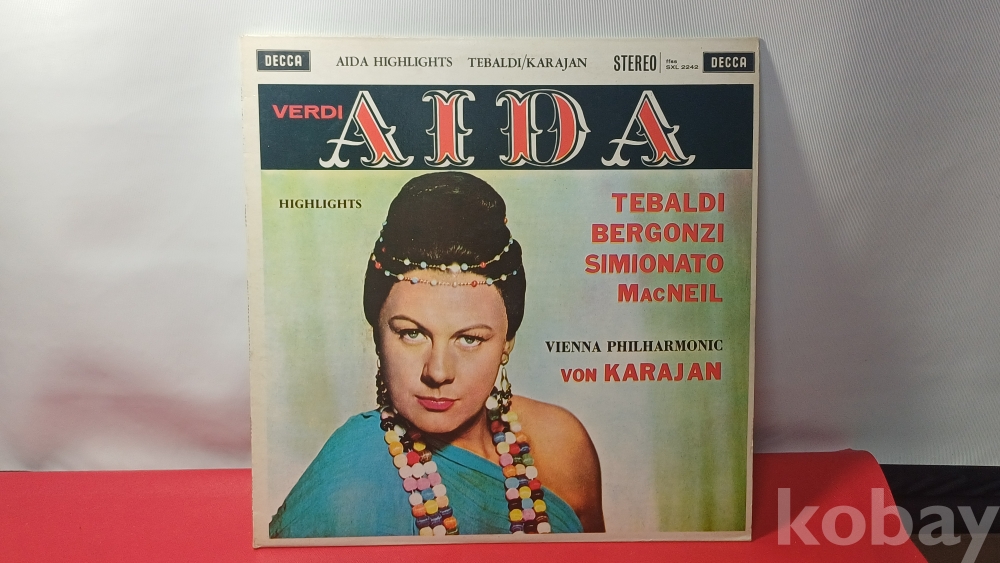 DECCA
AIDA HIGHLIGHTS TEBALDI/KARAJAN
STEREO
ffss
SXL 2242
DECCA
VERDI
AIDA
HIGHLIGHTS
TEBALDI
BERGONZI
SIMIONATO
MACNEIL
VIENNA PHILHARMONIC
VON KARAJAN
kobay